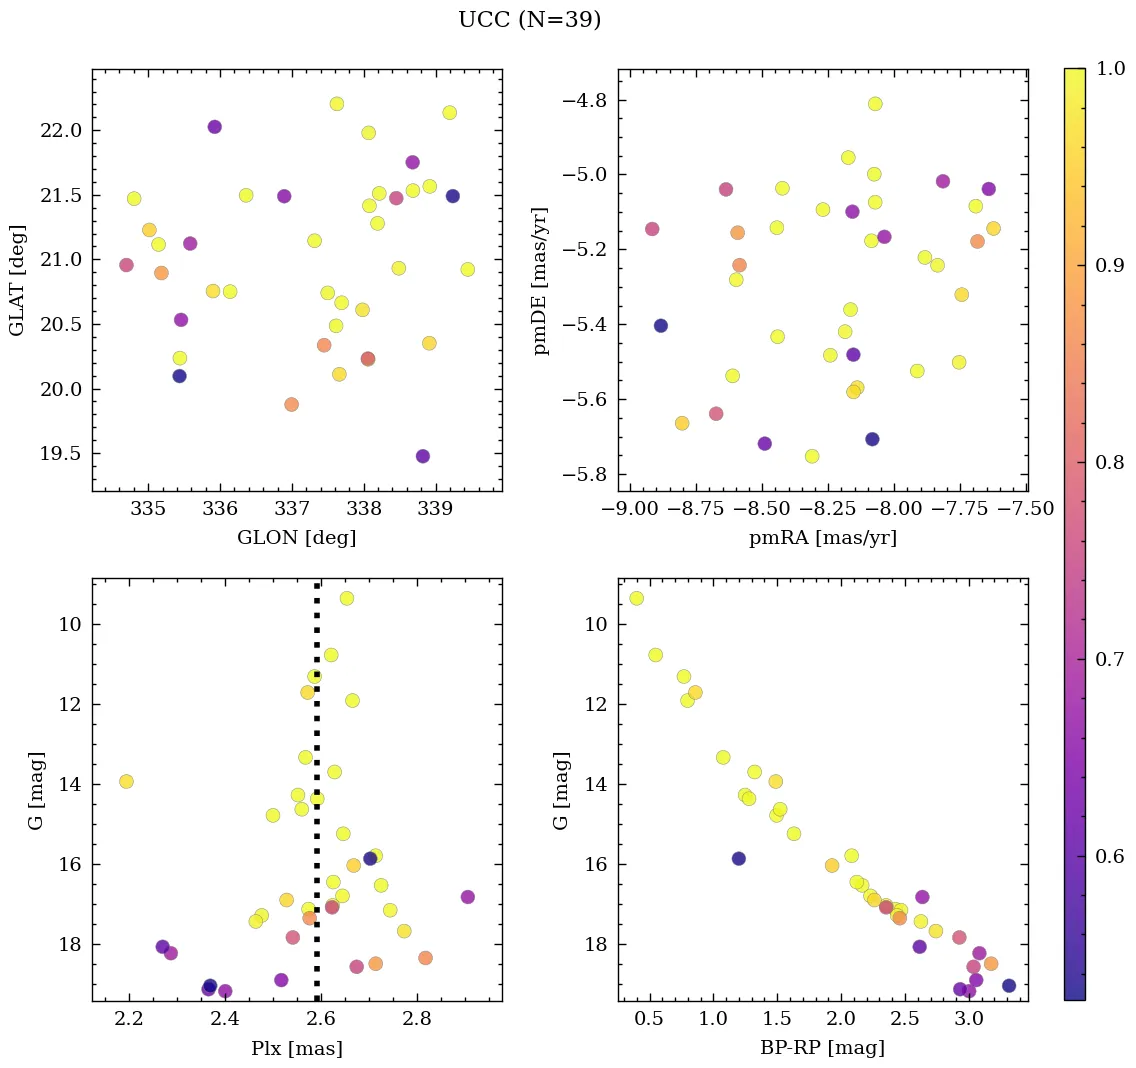 UCC (N=39)
22.0
21.5
21.0
20.5
20.0
19.5
GLAT [deg]
335 336 337 338 339
GLON [deg]
−4.8
−5.0
−5.2
−5.4
−5.6
−5.8
pmDE [mas/yr]
−9.00 −8.75 −8.50 −8.25 −8.00 −7.75 −7.50
pmRA [mas/yr]
10
12
14
16
18
G [mag]
2.2 2.4 2.6 2.8
Plx [mas]
10
12
14
16
18
G [mag]
0.5 1.0 1.5 2.0 2.5 3.0
BP-RP [mag]
1.0
0.9
0.8
0.7
0.6